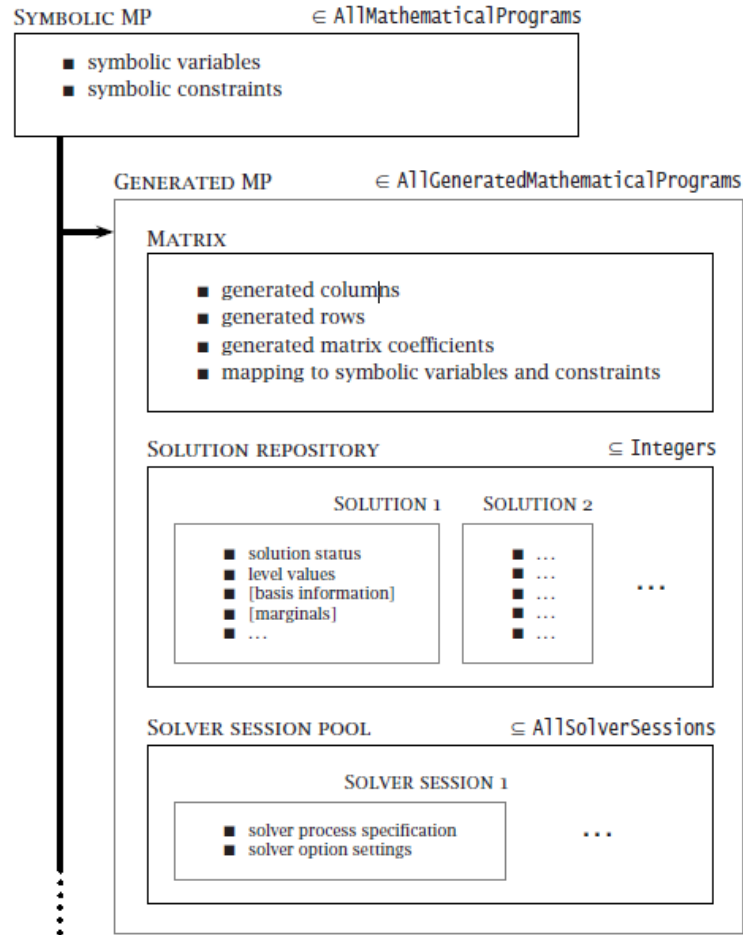 SYMBOLIC MP ∈ AllMathematicalPrograms
■ symbolic variables
■ symbolic constraints
GENERATED MP ∈ AllGeneratedMathematicalPrograms
MATRIX
■ generated columns
■ generated rows
■ generated matrix coefficients
■ mapping to symbolic variables and constraints
SOLUTION REPOSITORY ⊆ Integers
SOLUTION 1 SOLUTION 2
■ solution status ■ ...
■ level values ■ ...
■ [basis information] ■ ...
■ [marginals] ■ ...
■ ... ■ ...
...
SOLVER SESSION POOL ⊆ AllSolverSessions
SOLVER SESSION 1
■ solver process specification
■ solver option settings
...